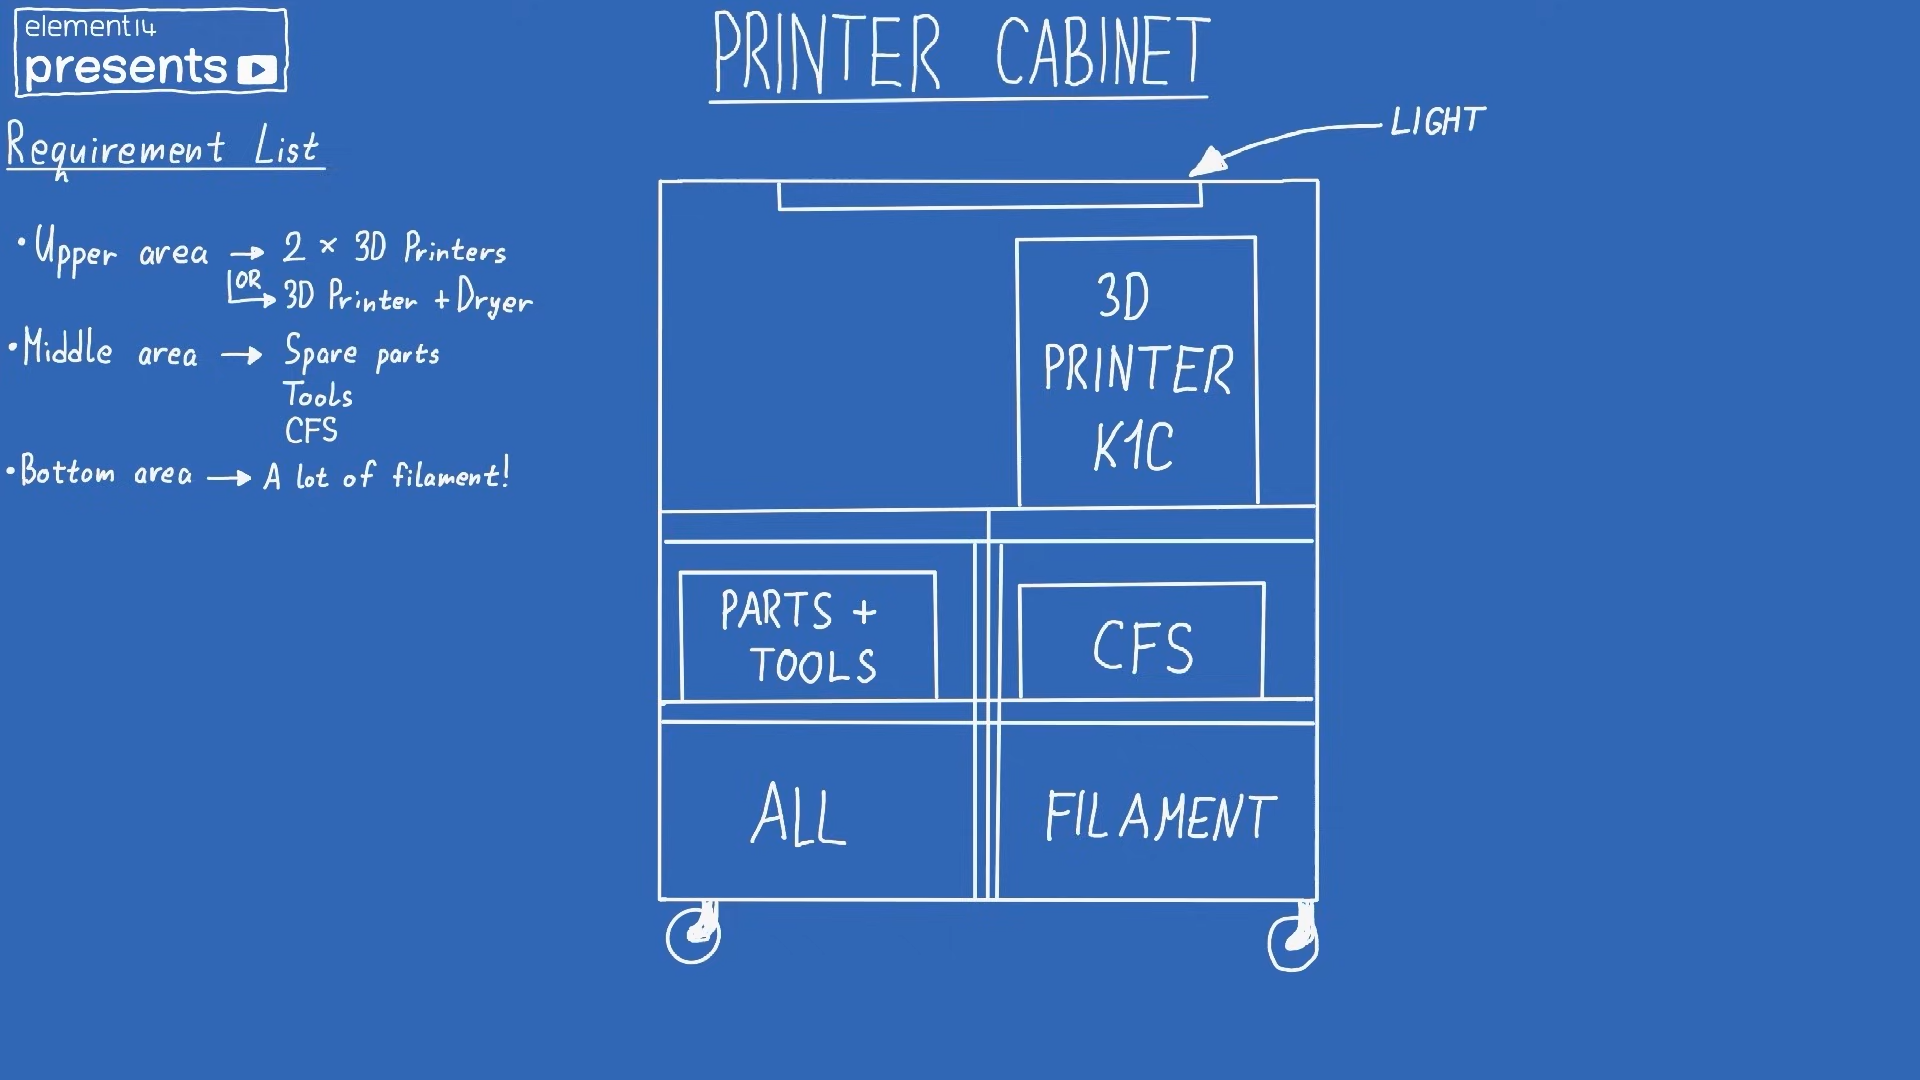 element14
presents
PRINTER CABINET
LIGHT
Requirement List
• Upper area → 2 × 3D Printers
OR → 3D Printer + Dryer
• Middle area → Spare parts
Tools
CFS
• Bottom area → A lot of filament!
3D
PRINTER
K1C
PARTS +
TOOLS
CFS
ALL
FILAMENT